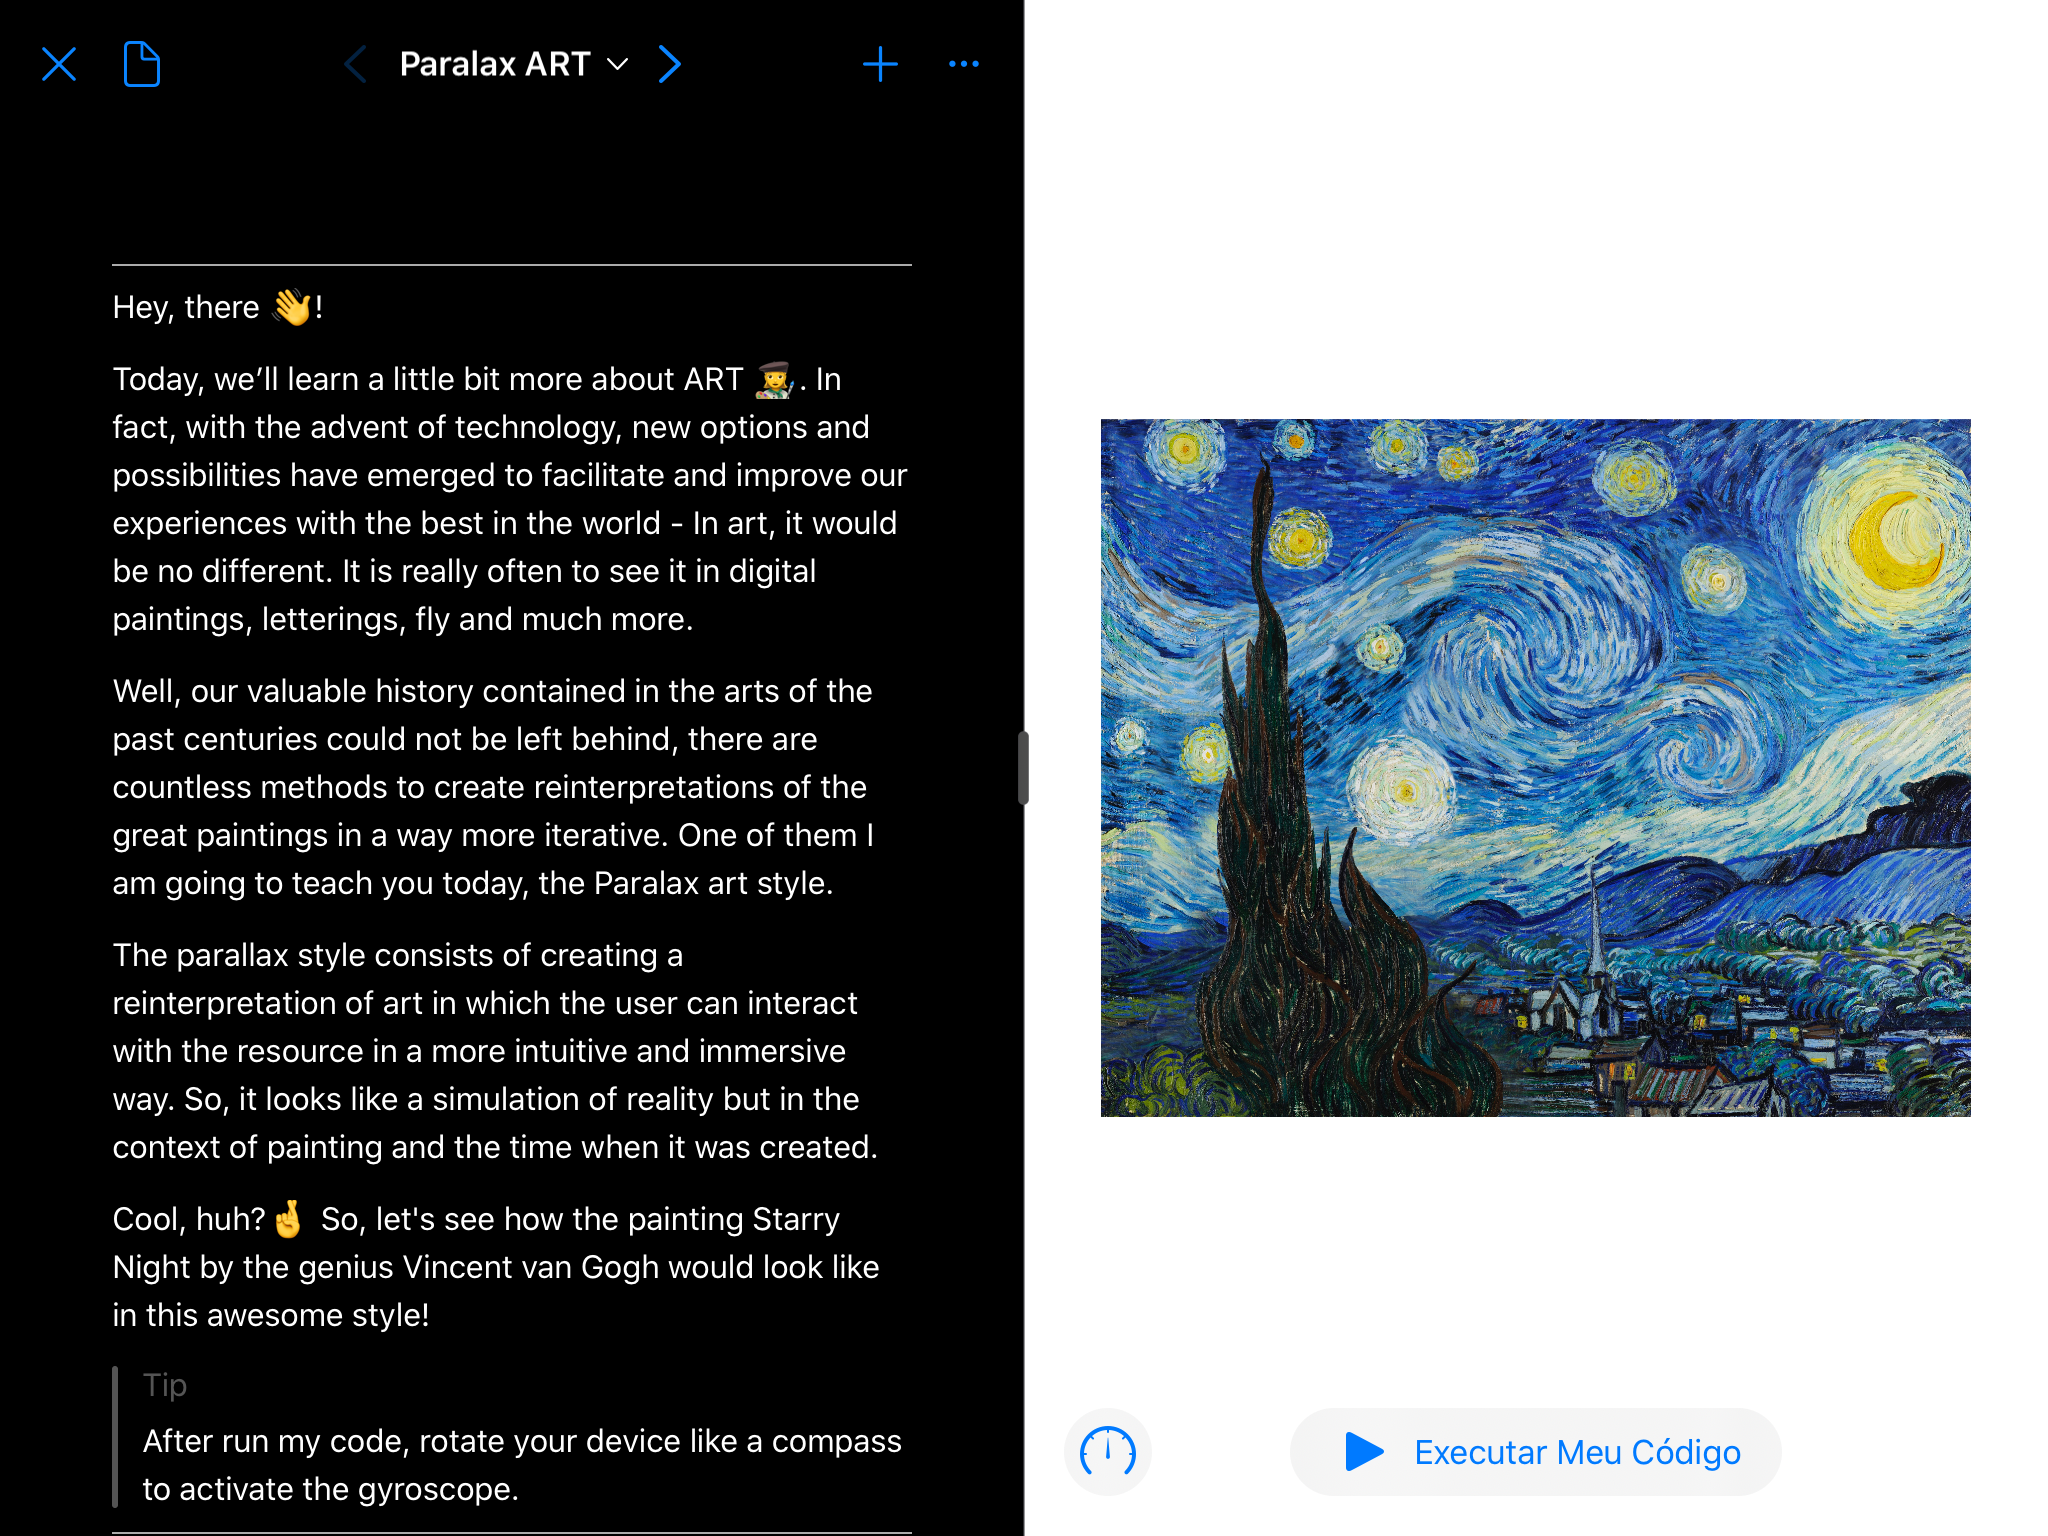 Paralax ART
Hey, there 👋!
Today, we’ll learn a little bit more about ART 👩‍🎨. In
fact, with the advent of technology, new options and
possibilities have emerged to facilitate and improve our
experiences with the best in the world - In art, it would
be no different. It is really often to see it in digital
paintings, letterings, fly and much more.
Well, our valuable history contained in the arts of the
past centuries could not be left behind, there are
countless methods to create reinterpretations of the
great paintings in a way more iterative. One of them I
am going to teach you today, the Paralax art style.
The parallax style consists of creating a
reinterpretation of art in which the user can interact
with the resource in a more intuitive and immersive
way. So, it looks like a simulation of reality but in the
context of painting and the time when it was created.
Cool, huh?🤞 So, let's see how the painting Starry
Night by the genius Vincent van Gogh would look like
in this awesome style!
Tip
After run my code, rotate your device like a compass
to activate the gyroscope.
Executar Meu Código